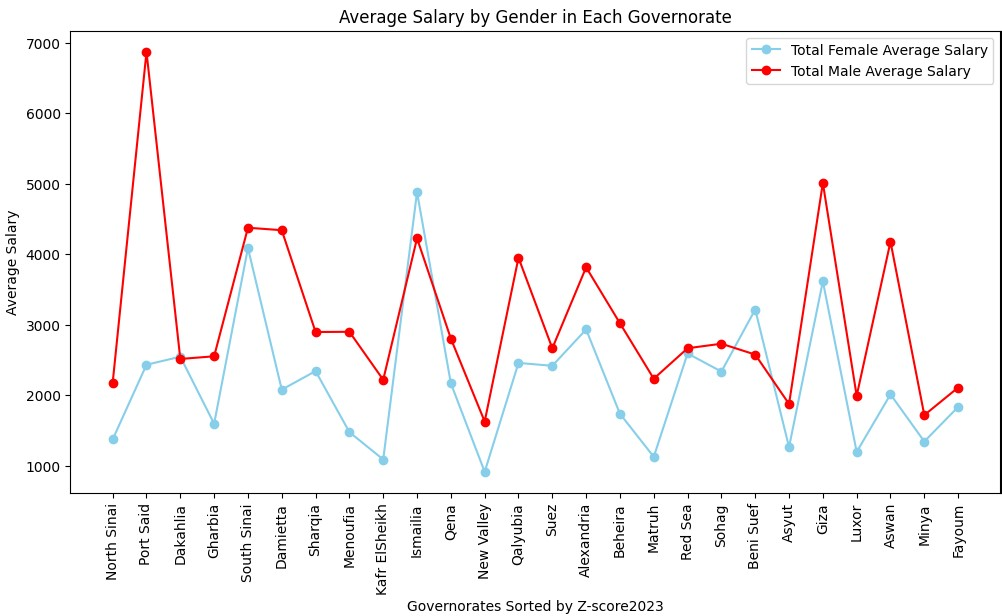 Average Salary by Gender in Each Governorate
Total Female Average Salary
Total Male Average Salary
Average Salary
7000
6000
5000
4000
3000
2000
1000
North Sinai
Port Said
Dakahlia
Gharbia
South Sinai
Damietta
Sharqia
Menoufia
Kafr ElSheikh
Ismailia
Qena
New Valley
Qalyubia
Suez
Alexandria
Beheira
Matruh
Red Sea
Sohag
Beni Suef
Asyut
Giza
Luxor
Aswan
Minya
Fayoum
Governorates Sorted by Z-score2023